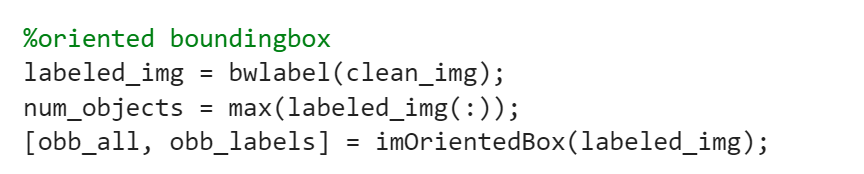 %oriented boundingbox
labeled_img = bwlabel(clean_img);
num_objects = max(labeled_img(:));
[obb_all, obb_labels] = imOrientedBox(labeled_img);